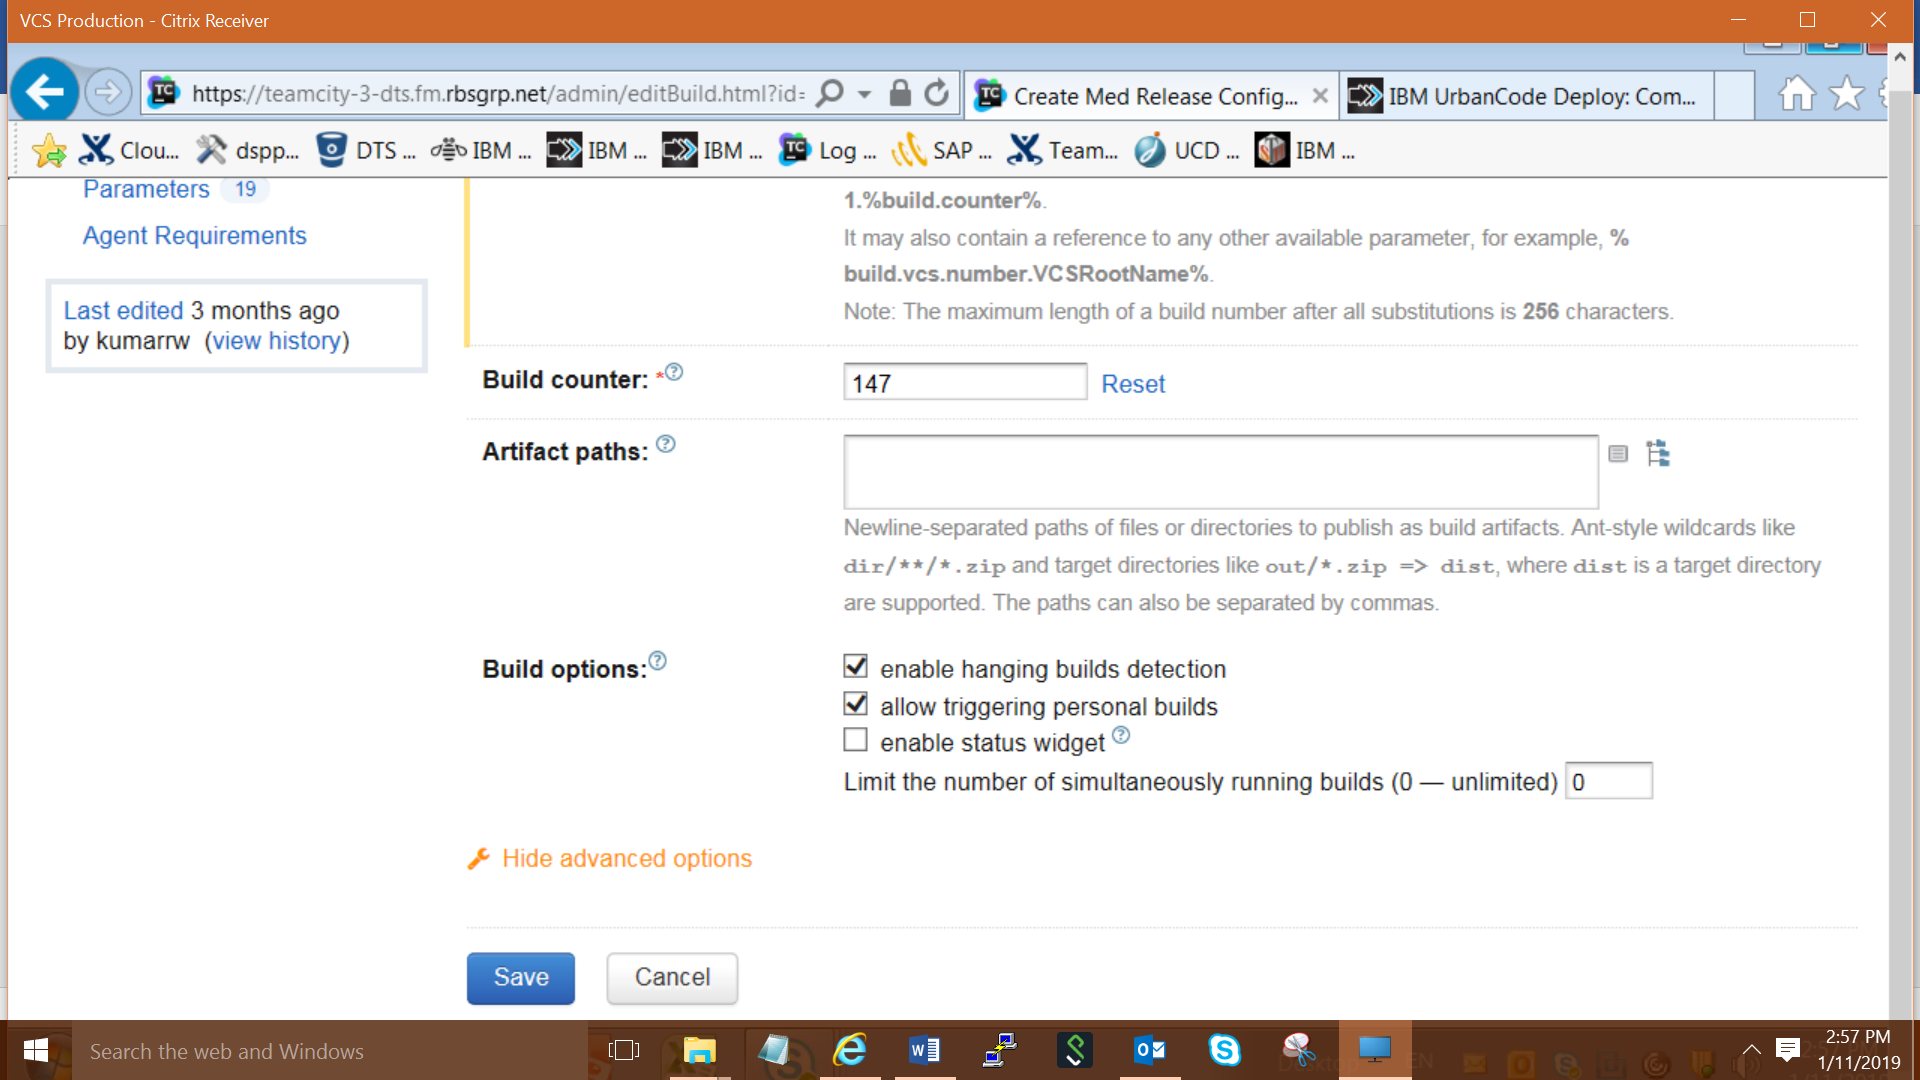 VCS Production - Citrix Receiver
https://teamcity-3-dts.fm.rbsgrp.net/admin/editBuild.html?id=
Create Med Release Config...
IBM UrbanCode Deploy: Com...
Clou... dspp... DTS ... IBM ... IBM ... IBM ... Log ... SAP ... Team... UCD ... IBM ...
Parameters 19
Agent Requirements
Last edited 3 months ago
by kumarrw (view history)
1.%build.counter%.
It may also contain a reference to any other available parameter, for example, %
build.vcs.number.VCSRootName%.
Note: The maximum length of a build number after all substitutions is 256 characters.
Build counter: * 147 Reset
Artifact paths:
Newline-separated paths of files or directories to publish as build artifacts. Ant-style wildcards like
dir/**/*.zip and target directories like out/*.zip => dist, where dist is a target directory
are supported. The paths can also be separated by commas.
Build options:
enable hanging builds detection
allow triggering personal builds
enable status widget
Limit the number of simultaneously running builds (0 — unlimited) 0
Hide advanced options
Save Cancel
Search the web and Windows
2:57 PM
1/11/2019